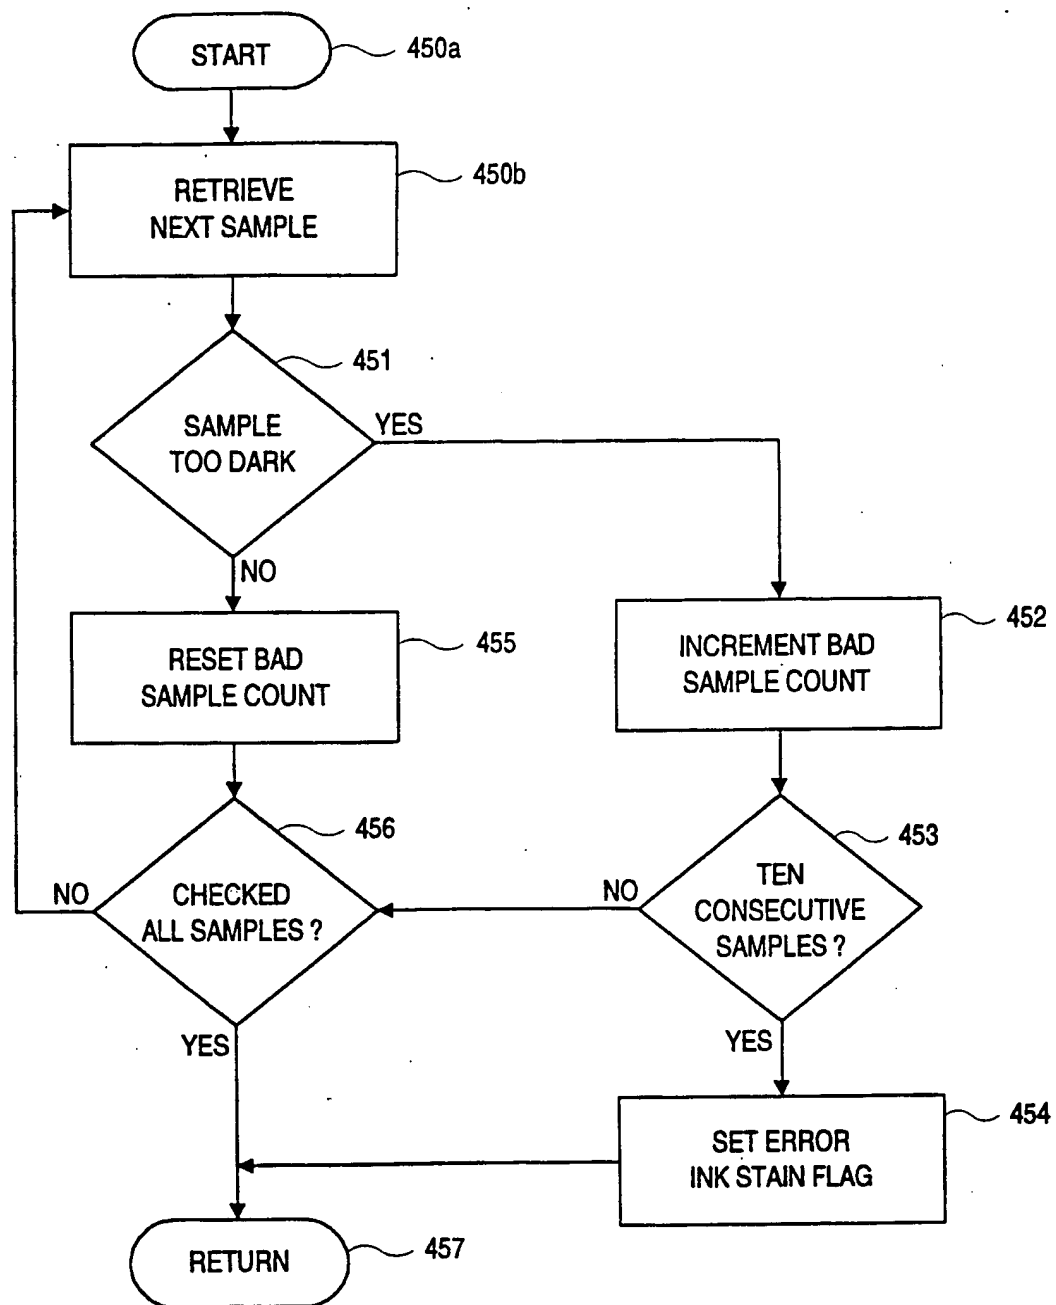 START
450a
RETRIEVE
NEXT SAMPLE
450b
451
SAMPLE
TOO DARK
YES
NO
RESET BAD
SAMPLE COUNT
455
INCREMENT BAD
SAMPLE COUNT
452
456
CHECKED
ALL SAMPLES ?
NO
YES
453
TEN
CONSECUTIVE
SAMPLES ?
NO
YES
SET ERROR
INK STAIN FLAG
454
RETURN
457